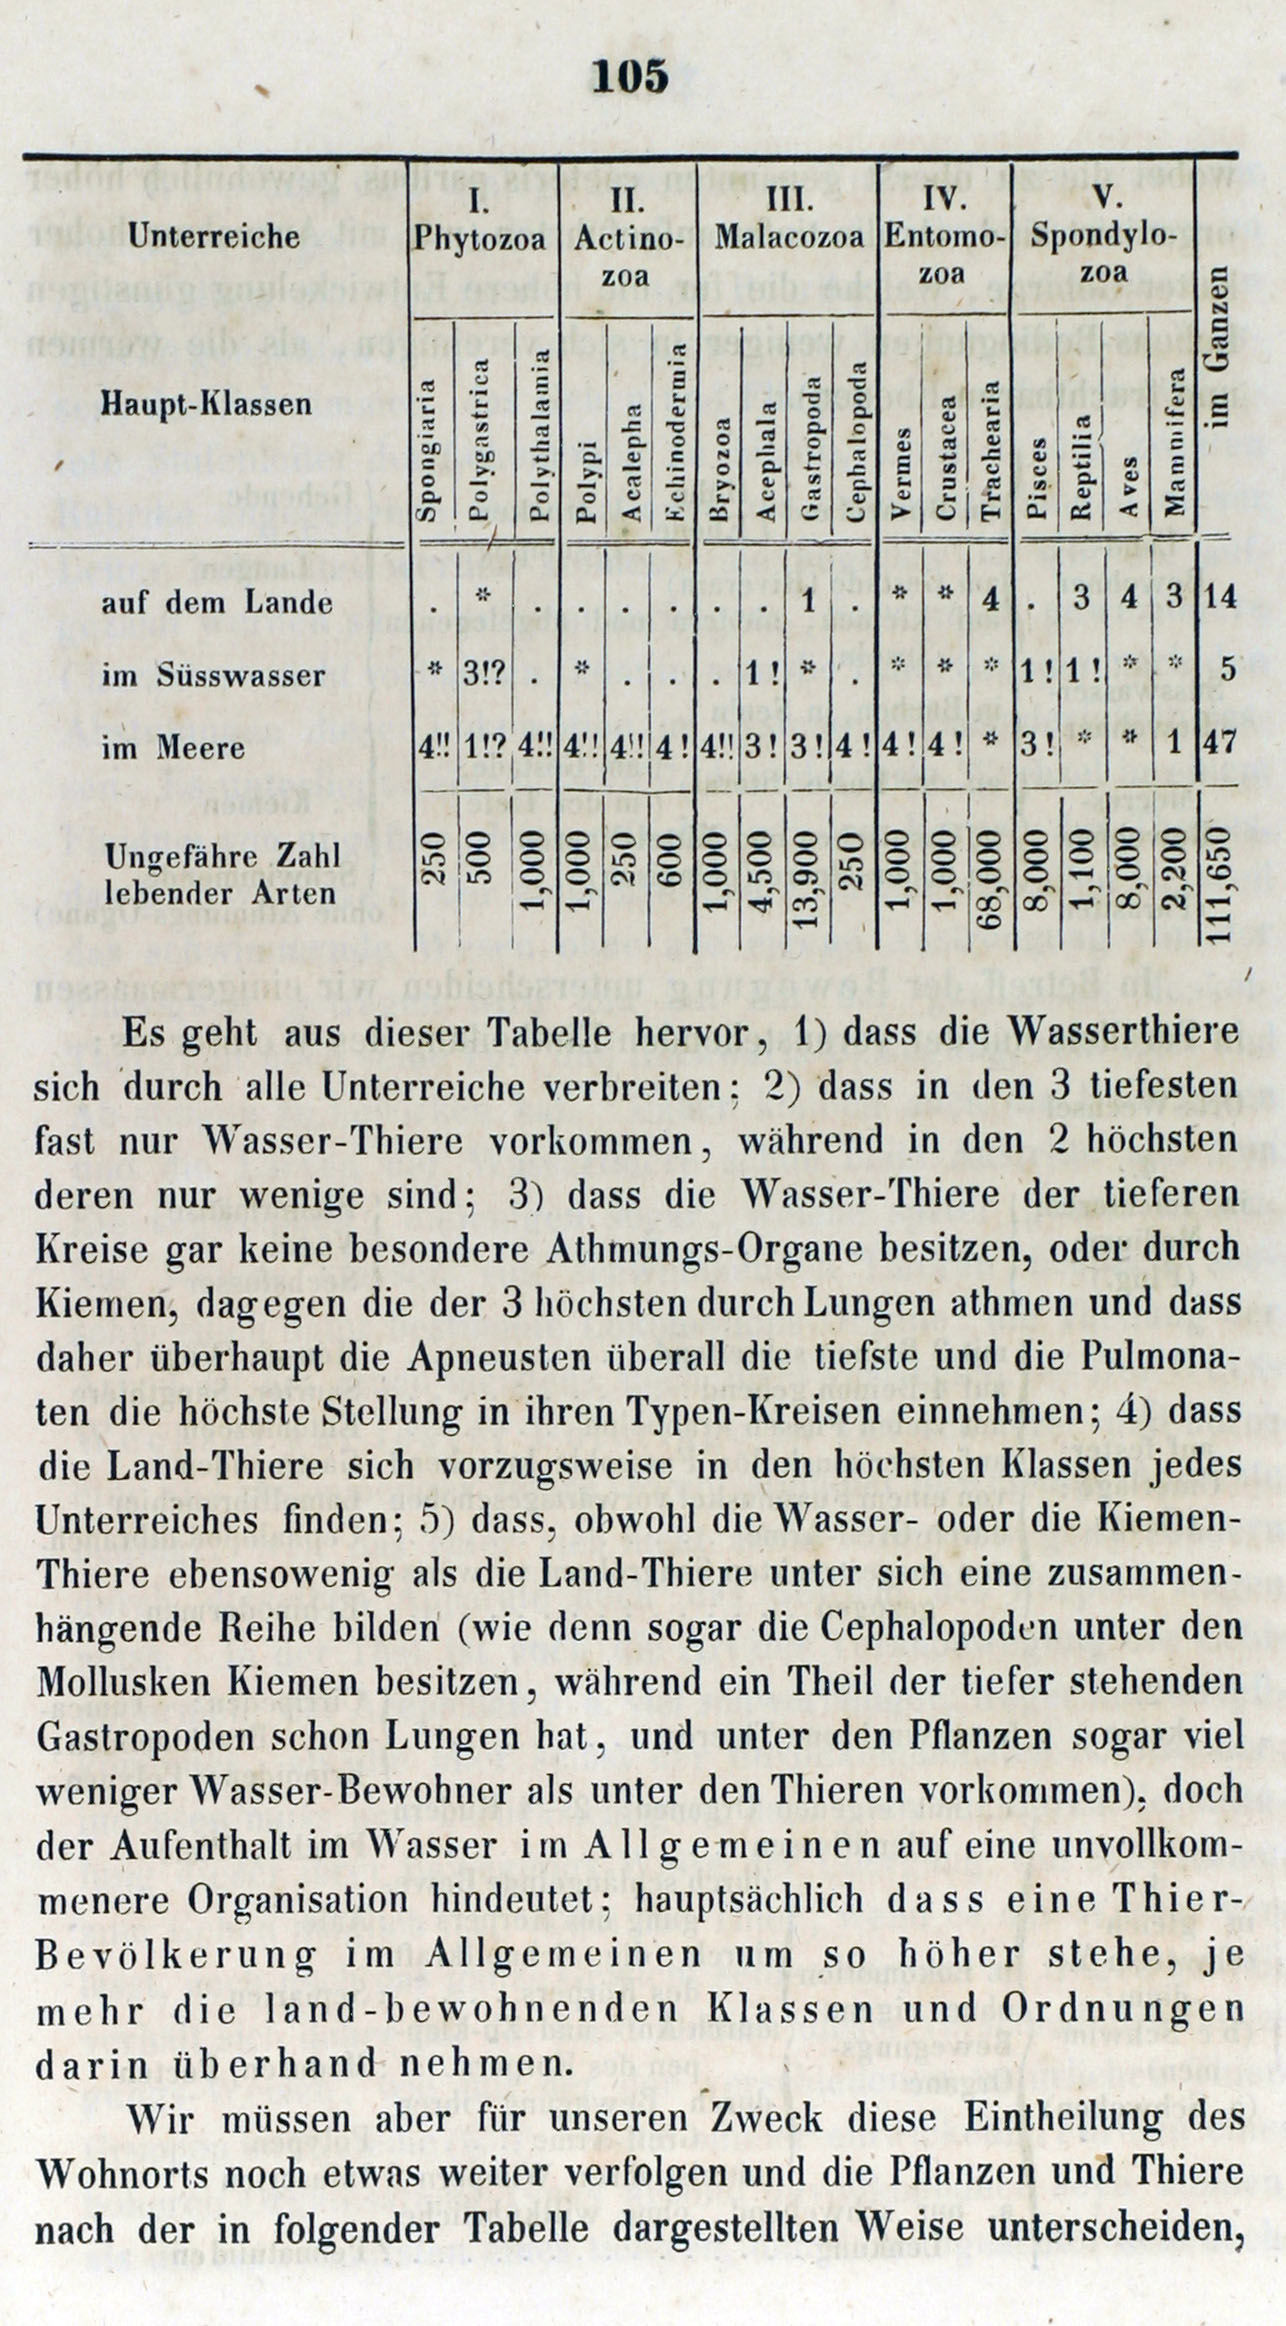 105
Unterreiche | I. Phytozoa | II. Actino-zoa | III. Malacozoa | IV. Entomo-zoa | V. Spondylo-zoa | im Ganzen
Haupt-Klassen | Spongiaria | Polygastrica | Polythalamia | Polypi | Acalepha | Echinodermia | Bryozoa | Acephala | Gastropoda | Cephalopoda | Vermes | Crustacea | Trachearia | Pisces | Reptilia | Aves | Mammifera
auf dem Lande | . | * | . | . | . | . | . | . | 1 | . | * | * | 4 | . | 3 | 4 | 3 | 14
im Süsswasser | * | 3!? | . | * | . | . | . | 1! | * | . | * | * | * | 1! | 1! | * | * | 5
im Meere | 4!! | 1!? | 4!! | 4!! | 4!! | 4! | 4!! | 3! | 3! | 4! | 4! | 4! | * | 3! | * | * | 1 | 47
Ungefähre Zahl lebender Arten | 250 | 500 | 1,000 | 1,000 | 250 | 600 | 1,000 | 4,500 | 13,900 | 250 | 1,000 | 1,000 | 68,000 | 8,000 | 1,100 | 8,000 | 2,200 | 111,650
Es geht aus dieser Tabelle hervor, 1) dass die Wasserthiere
sich durch alle Unterreiche verbreiten; 2) dass in den 3 tiefesten
fast nur Wasser-Thiere vorkommen, während in den 2 höchsten
deren nur wenige sind; 3) dass die Wasser-Thiere der tieferen
Kreise gar keine besondere Athmungs-Organe besitzen, oder durch
Kiemen, dagegen die der 3 höchsten durch Lungen athmen und dass
daher überhaupt die Apneusten überall die tiefste und die Pulmona-
ten die höchste Stellung in ihren Typen-Kreisen einnehmen; 4) dass
die Land-Thiere sich vorzugsweise in den höchsten Klassen jedes
Unterreiches finden; 5) dass, obwohl die Wasser- oder die Kiemen-
Thiere ebensowenig als die Land-Thiere unter sich eine zusammen-
hängende Reihe bilden (wie denn sogar die Cephalopoden unter den
Mollusken Kiemen besitzen, während ein Theil der tiefer stehenden
Gastropoden schon Lungen hat, und unter den Pflanzen sogar viel
weniger Wasser-Bewohner als unter den Thieren vorkommen), doch
der Aufenthalt im Wasser im Allgemeinen auf eine unvollkom-
menere Organisation hindeutet; hauptsächlich dass eine Thier-
Bevölkerung im Allgemeinen um so höher stehe, je
mehr die land-bewohnenden Klassen und Ordnungen
darin überhand nehmen.
Wir müssen aber für unseren Zweck diese Eintheilung des
Wohnorts noch etwas weiter verfolgen und die Pflanzen und Thiere
nach der in folgender Tabelle dargestellten Weise unterscheiden,